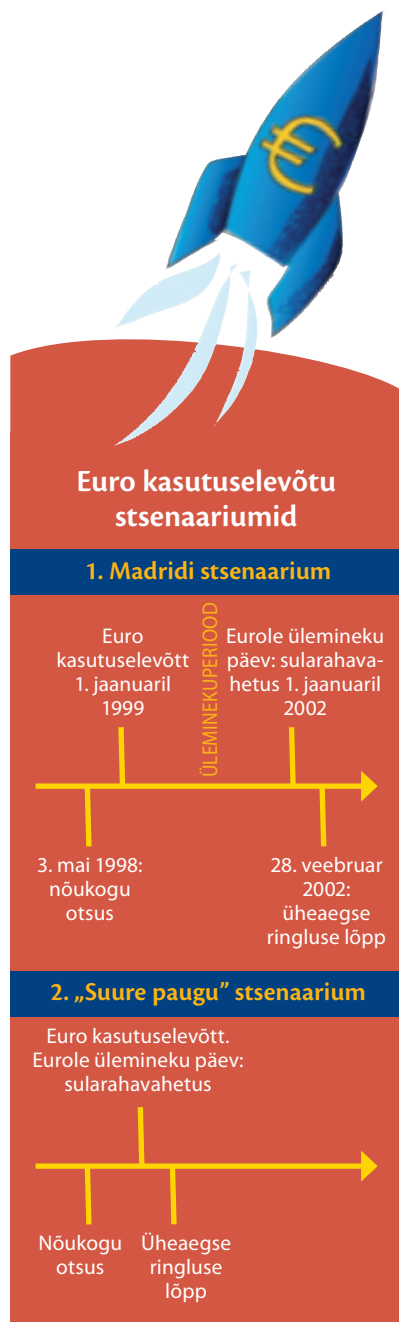 €
Euro kasutuselevõtu
stsenaariumid
1. Madridi stsenaarium
Euro
kasutuselevõtt
1. jaanuaril
1999
ÜLEMINEKUPERIOOD
Eurole ülemineku
päev: sularahava-
hetus 1. jaanuaril
2002
3. mai 1998:
nõukogu
otsus
28. veebruar
2002:
üheaegse
ringluse lõpp
2. „Suure paugu” stsenaarium
Euro kasutuselevõtt.
Eurole ülemineku päev:
sularahavahetus
Nõukogu
otsus
Üheaegse
ringluse
lõpp